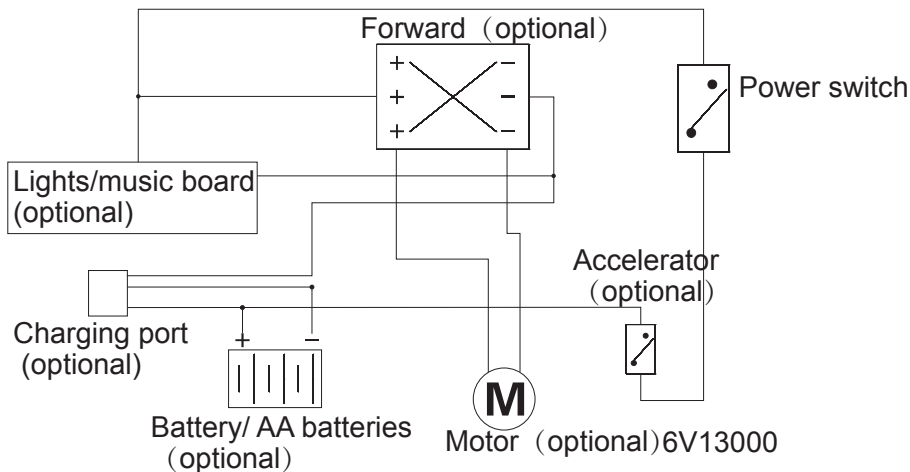 Forward（optional）
+ −
+ −
+ −
Power switch
Lights/music board
(optional)
Accelerator
（optional）
Charging port
(optional)
+ −
M
Battery/ AA batteries
（optional）
Motor（optional）6V13000